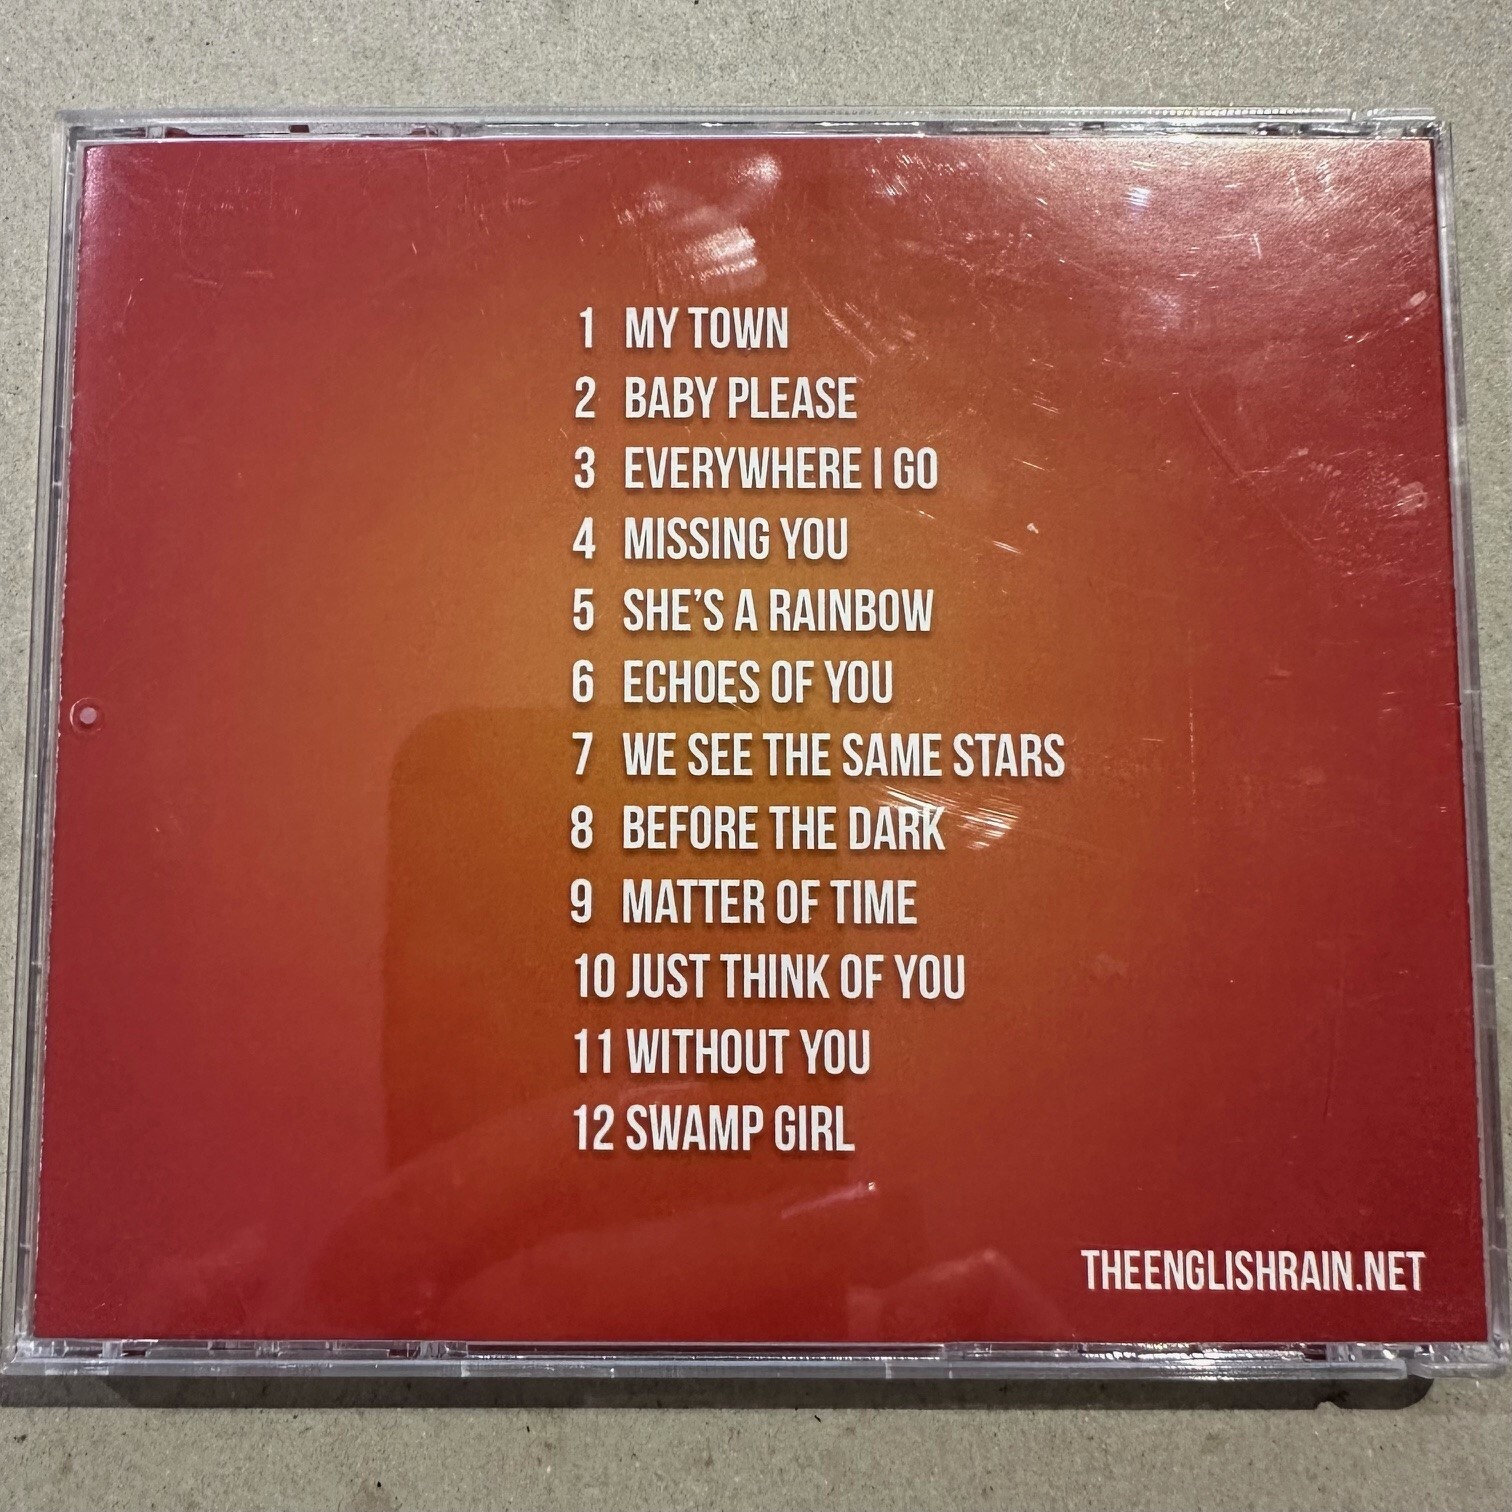 1 MY TOWN
2 BABY PLEASE
3 EVERYWHERE I GO
4 MISSING YOU
5 SHE'S A RAINBOW
6 ECHOES OF YOU
7 WE SEE THE SAME STARS
8 BEFORE THE DARK
9 MATTER OF TIME
10 JUST THINK OF YOU
11 WITHOUT YOU
12 SWAMP GIRL
THEENGLISHRAIN.NET